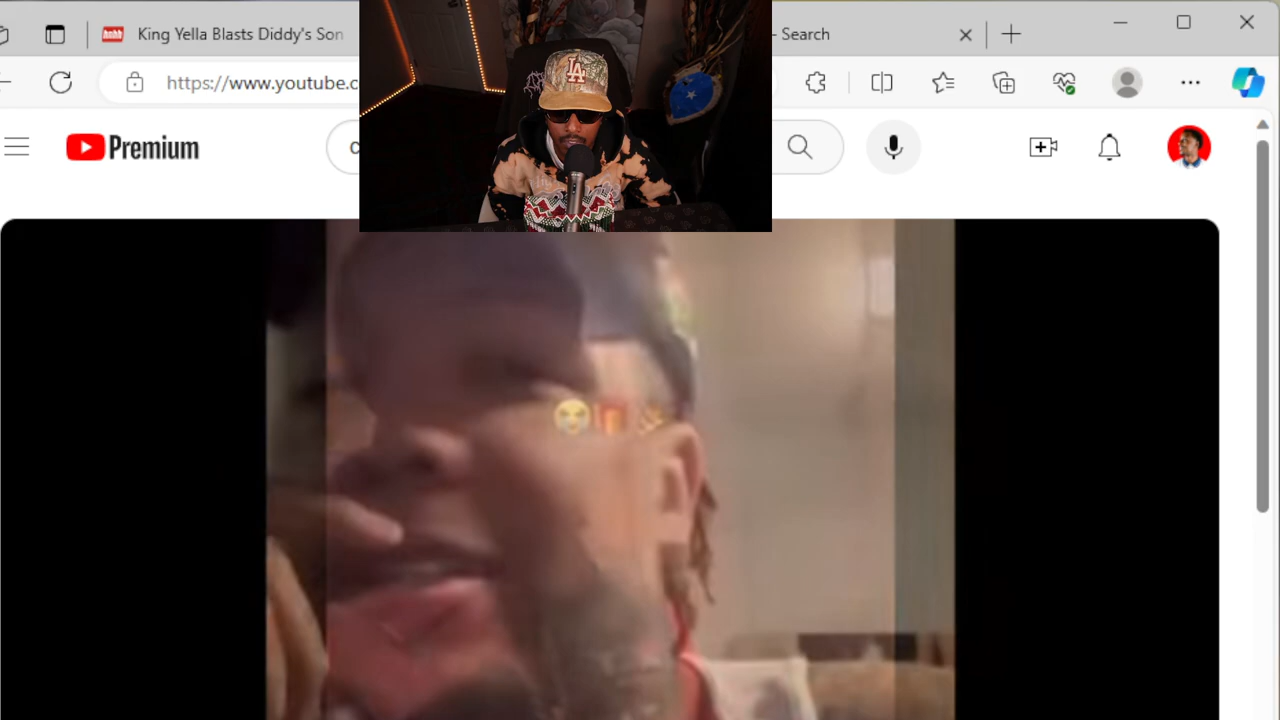 King Yella Blasts Diddy's Son
- Search
https://www.youtube.c
Premium
c
LA